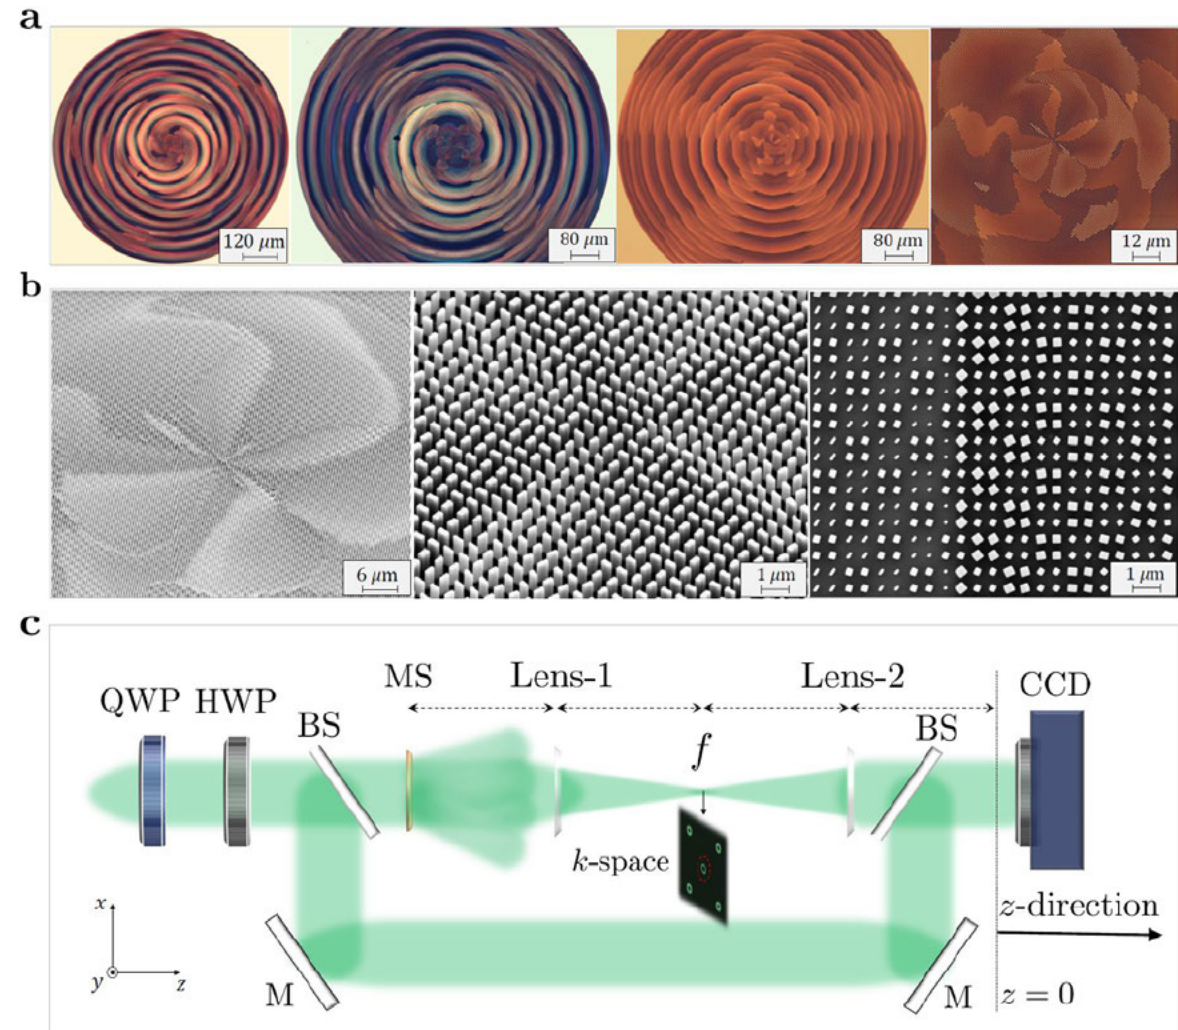 a
120 μm
80 μm
80 μm
12 μm
b
6 μm
1 μm
1 μm
c
QWP
HWP
BS
MS
Lens-1
f
k-space
Lens-2
BS
CCD
x
y
z
M
M
z-direction
z = 0